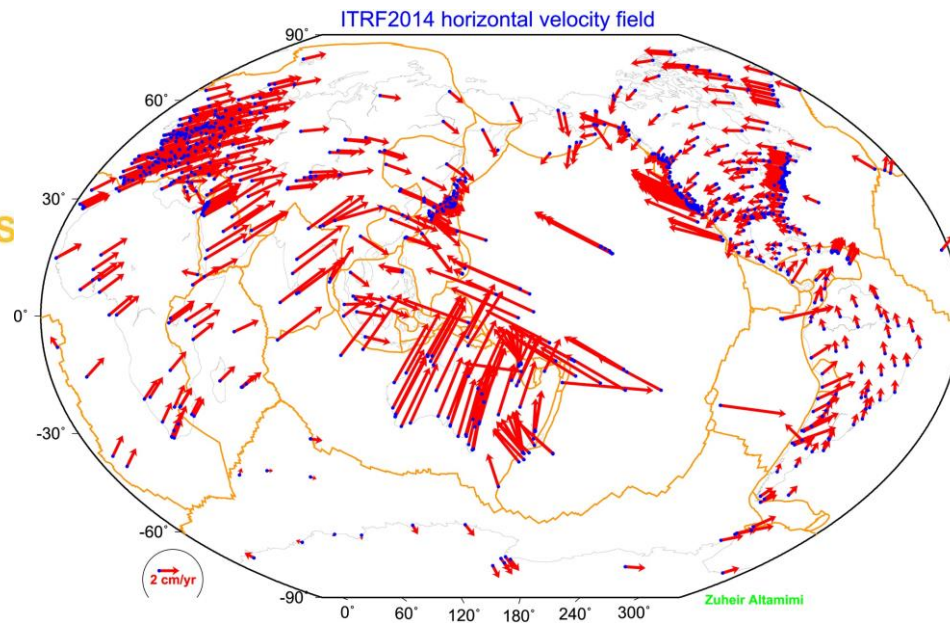 ITRF2014 horizontal velocity field
90˚
60˚
S
30˚
0˚
-30˚
-60˚
2 cm/yr
-90
0˚ 60˚ 120˚ 180˚ 240˚ 300˚
Zuheir Altamimi